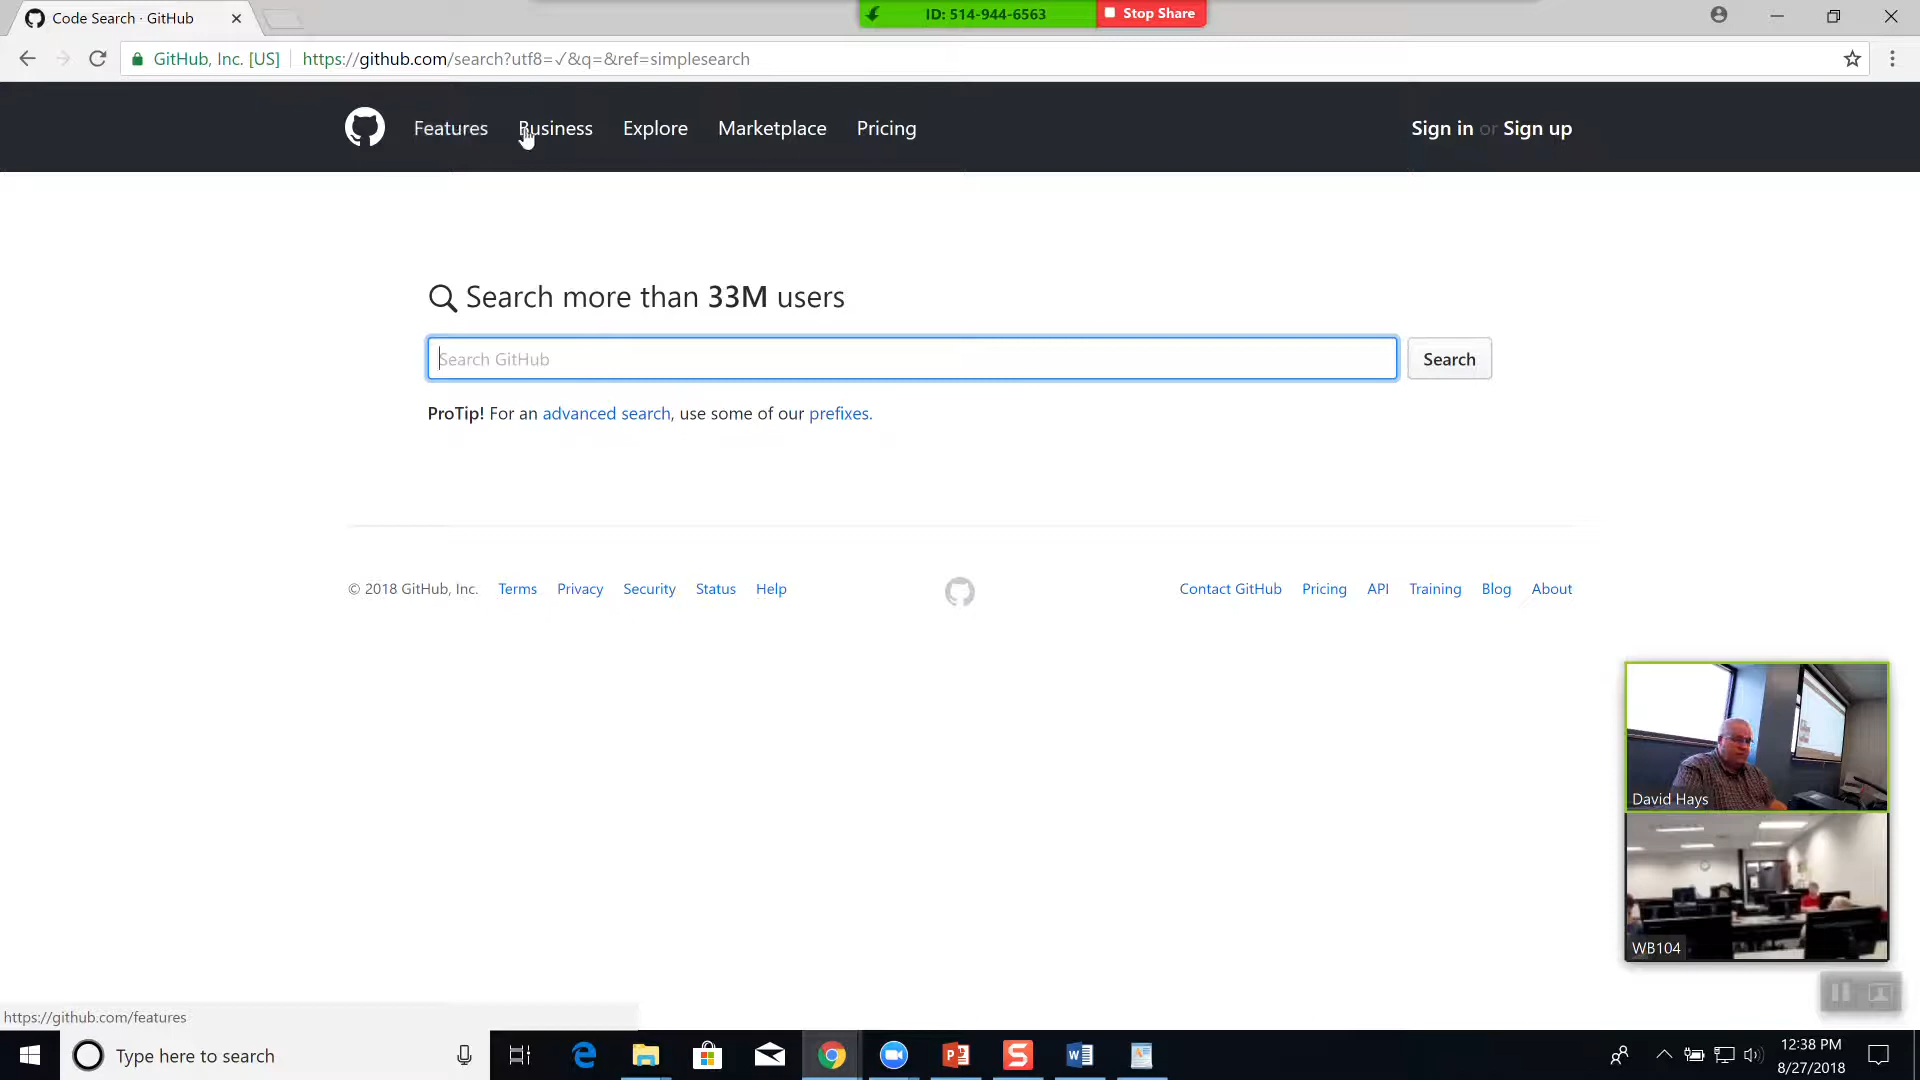 Code Search · GitHub
ID: 514-944-6563
Stop Share
GitHub, Inc. [US]
https://github.com/search?utf8=✓&q=&ref=simplesearch
Features
Business
Explore
Marketplace
Pricing
Sign in or Sign up
Search more than 33M users
Search GitHub
Search
ProTip! For an advanced search, use some of our prefixes.
© 2018 GitHub, Inc.
Terms
Privacy
Security
Status
Help
Contact GitHub
Pricing
API
Training
Blog
About
David Hays
WB104
https://github.com/features
Type here to search
12:38 PM
8/27/2018